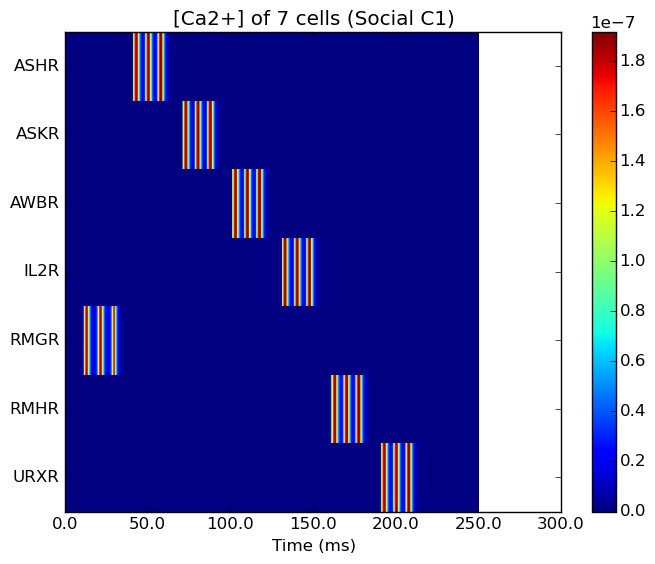 [Ca2+] of 7 cells (Social C1)
1e−7
ASHR
ASKR
AWBR
IL2R
RMGR
RMHR
URXR
0.0 50.0 100.0 150.0 200.0 250.0 300.0
Time (ms)
1.8
1.6
1.4
1.2
1.0
0.8
0.6
0.4
0.2
0.0